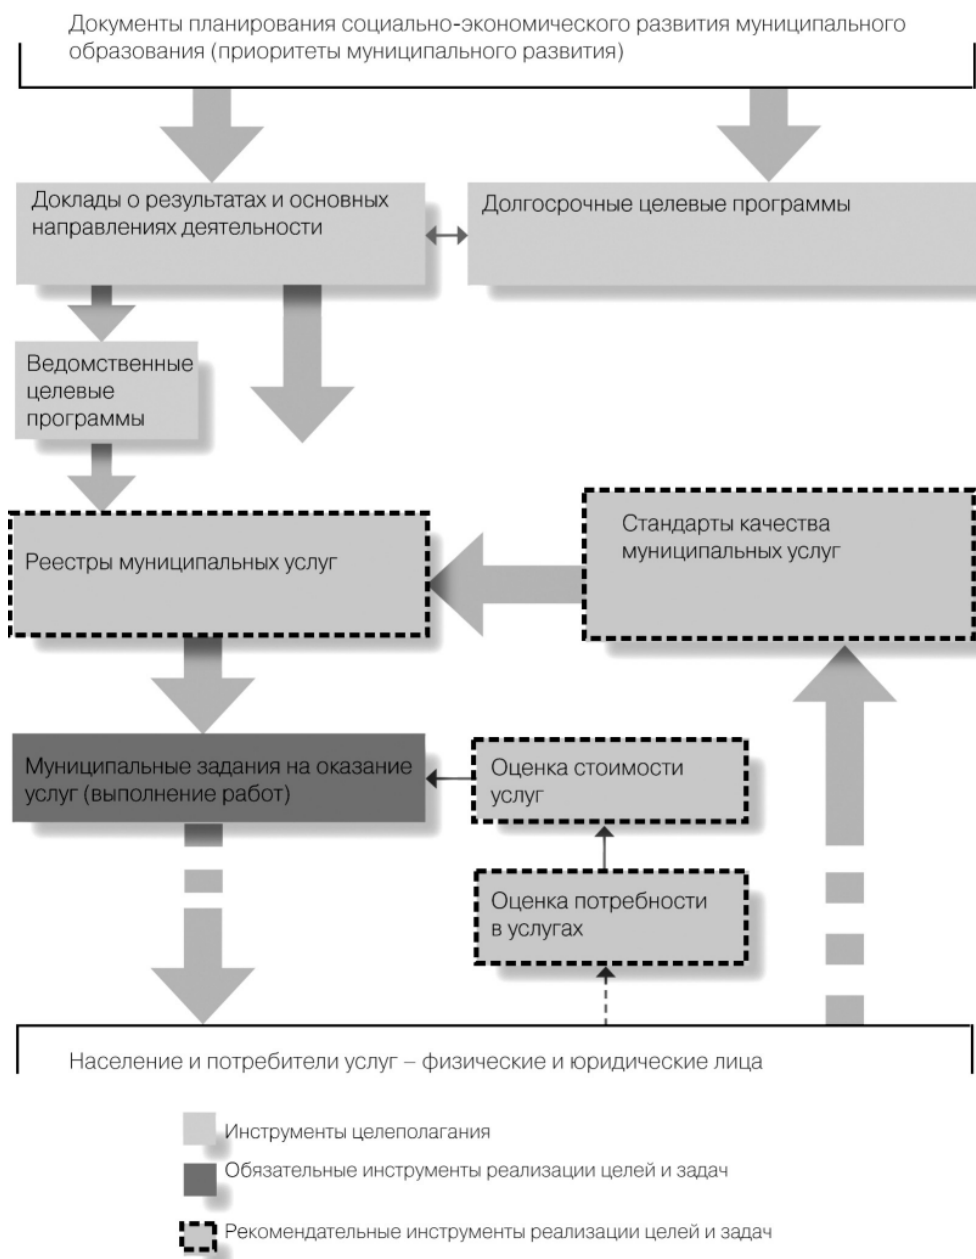 Документы планирования социально-экономического развития муниципального
образования (приоритеты муниципального развития)
Доклады о результатах и основных
направлениях деятельности
Долгосрочные целевые программы
Ведомственные
целевые
программы
Реестры муниципальных услуг
Стандарты качества
муниципальных услуг
Муниципальные задания на оказание
услуг (выполнение работ)
Оценка стоимости
услуг
Оценка потребности
в услугах
Население и потребители услуг – физические и юридические лица
Инструменты целеполагания
Обязательные инструменты реализации целей и задач
Рекомендательные инструменты реализации целей и задач